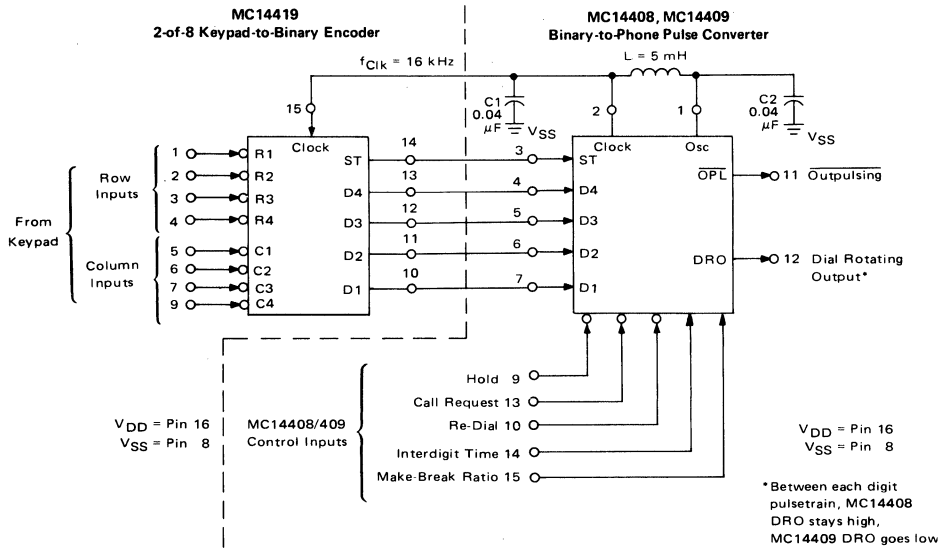 MC14419
2-of-8 Keypad-to-Binary Encoder
MC14408, MC14409
Binary-to-Phone Pulse Converter
fClk = 16 kHz
L = 5 mH
C1
0.04
µF
VSS
C2
0.04
µF
VSS
15
2
1
Clock
Clock
Osc
From
Keypad
Row
Inputs
Column
Inputs
1 R1
2 R2
3 R3
4 R4
5 C1
6 C2
7 C3
9 C4
ST 14
D4 13
D3 12
D2 11
D1 10
3 ST
4 D4
5 D3
6 D2
7 D1
OPL 11 Outpulsing
DRO 12 Dial Rotating
Output*
MC14408/409
Control Inputs
Hold 9
Call Request 13
Re-Dial 10
Interdigit Time 14
Make-Break Ratio 15
VDD = Pin 16
VSS = Pin 8
VDD = Pin 16
VSS = Pin 8
*Between each digit
pulsetrain, MC14408
DRO stays high,
MC14409 DRO goes low